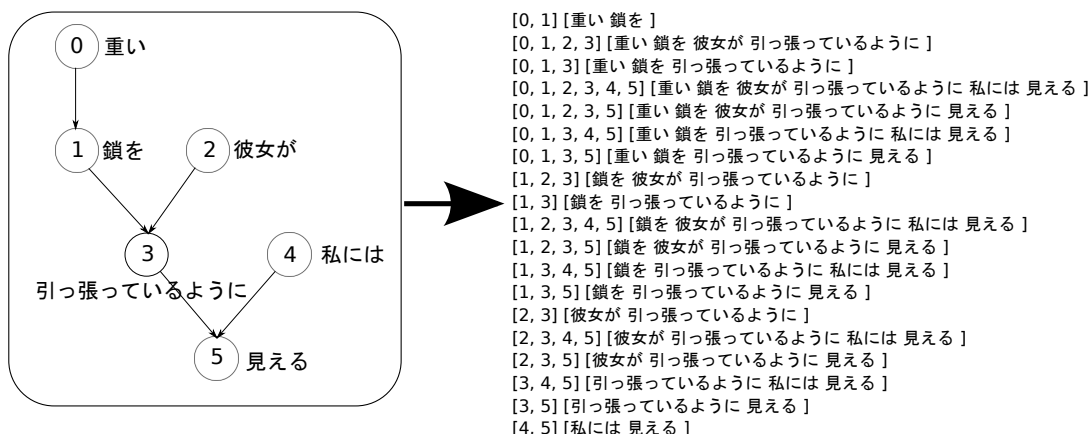 0 重い
1 鎖を
2 彼女が
3
4 私には
引っ張っているように
5 見える
[0, 1] [重い 鎖を ]
[0, 1, 2, 3] [重い 鎖を 彼女が 引っ張っているように ]
[0, 1, 3] [重い 鎖を 引っ張っているように ]
[0, 1, 2, 3, 4, 5] [重い 鎖を 彼女が 引っ張っているように 私には 見える ]
[0, 1, 2, 3, 5] [重い 鎖を 彼女が 引っ張っているように 見える ]
[0, 1, 3, 4, 5] [重い 鎖を 引っ張っているように 私には 見える ]
[0, 1, 3, 5] [重い 鎖を 引っ張っているように 見える ]
[1, 2, 3] [鎖を 彼女が 引っ張っているように ]
[1, 3] [鎖を 引っ張っているように ]
[1, 2, 3, 4, 5] [鎖を 彼女が 引っ張っているように 私には 見える ]
[1, 2, 3, 5] [鎖を 彼女が 引っ張っているように 見える ]
[1, 3, 4, 5] [鎖を 引っ張っているように 私には 見える ]
[1, 3, 5] [鎖を 引っ張っているように 見える ]
[2, 3] [彼女が 引っ張っているように ]
[2, 3, 4, 5] [彼女が 引っ張っているように 私には 見える ]
[2, 3, 5] [彼女が 引っ張っているように 見える ]
[3, 4, 5] [引っ張っているように 私には 見える ]
[3, 5] [引っ張っているように 見える ]
[4, 5] [私には 見える ]